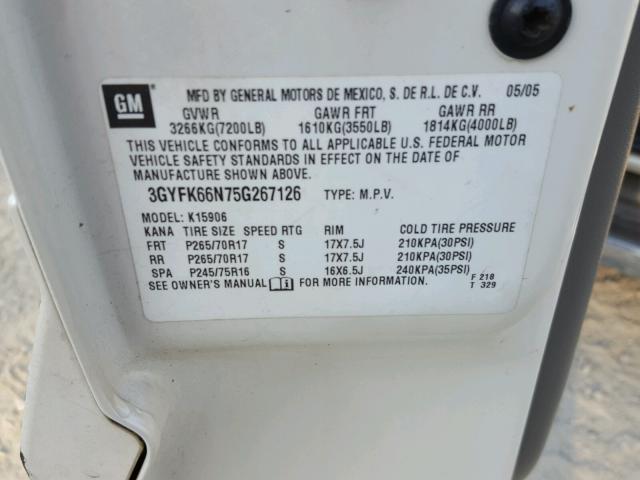 GM
MFD BY GENERAL MOTORS DE MEXICO, S. DE R.L. DE C.V. 05/05
GVWR GAWR FRT GAWR RR
3266KG(7200LB) 1610KG(3550LB) 1814KG(4000LB)
THIS VEHICLE CONFORMS TO ALL APPLICABLE U.S. FEDERAL MOTOR
VEHICLE SAFETY STANDARDS IN EFFECT ON THE DATE OF
MANUFACTURE SHOWN ABOVE.
3GYFK66N75G267126 TYPE: M.P.V.
MODEL: K15906
KANA TIRE SIZE SPEED RTG RIM COLD TIRE PRESSURE
FRT P265/70R17 S 17X7.5J 210KPA(30PSI)
RR P265/70R17 S 17X7.5J 210KPA(30PSI)
SPA P245/75R16 S 16X6.5J 240KPA(35PSI)
SEE OWNER'S MANUAL FOR MORE INFORMATION.
F 218
T 329